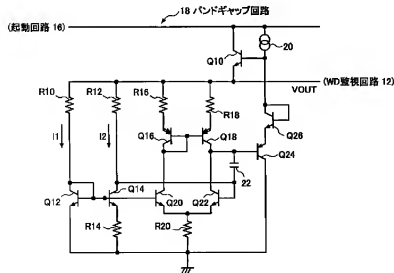 18 バンドギャップ回路
(起動回路 16)
20
Q10
(WD監視回路 12)
VOUT
R10
R12
R16
R18
Q26
I1
I2
Q16
Q18
Q24
Q12
Q14
Q20
Q22
22
R14
R20